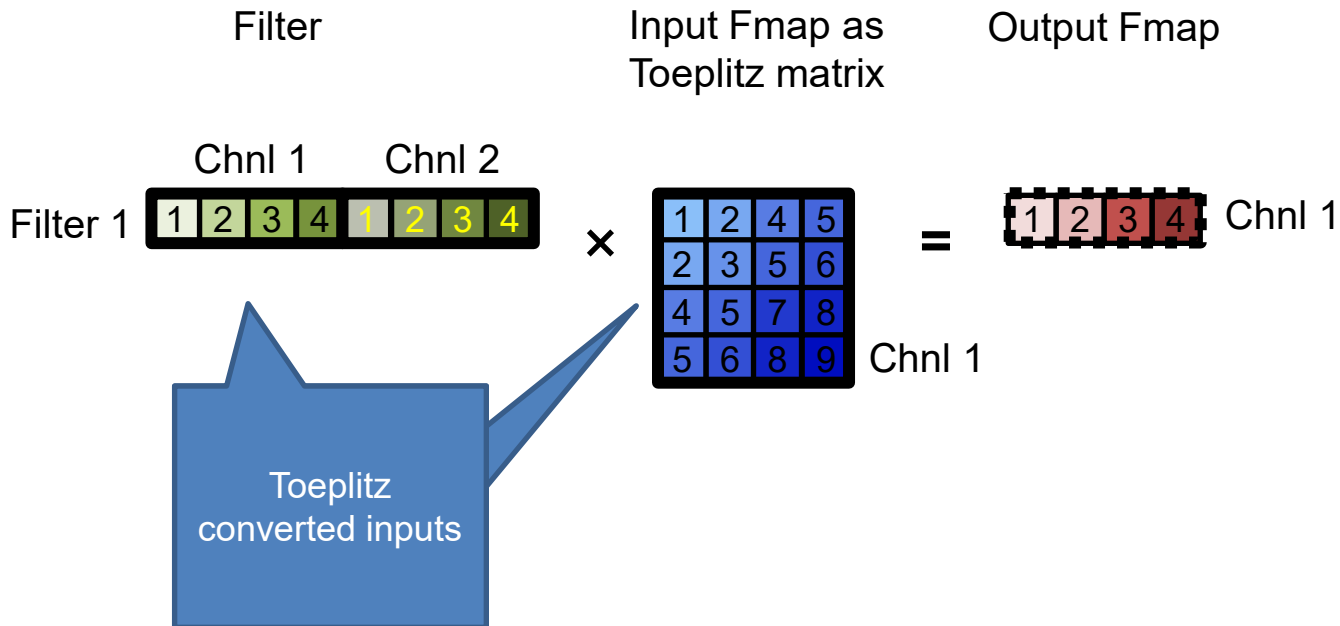 Filter
Input Fmap as
Toeplitz matrix
Output Fmap
Chnl 1 Chnl 2
Filter 1 1 2 3 4 1 2 3 4 × 1 2 4 5 = 1 2 3 4 Chnl 1
2 3 5 6
4 5 7 8
5 6 8 9 Chnl 1
Toeplitz
converted inputs